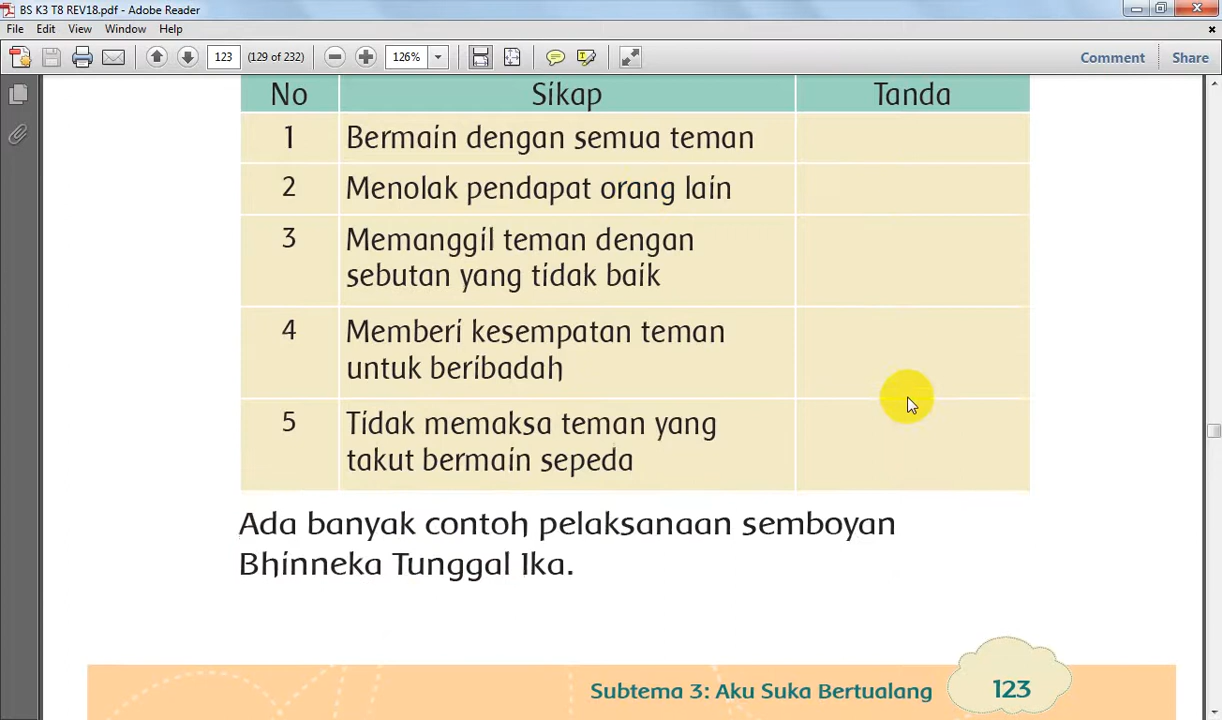 BS K3 T8 REV18.pdf - Adobe Reader
File Edit View Window Help
123 (129 of 232) 126% Comment Share
No Sikap Tanda
1 Bermain dengan semua teman
2 Menolak pendapat orang lain
3 Memanggil teman dengan
sebutan yang tidak baik
4 Memberi kesempatan teman
untuk beribadah
5 Tidak memaksa teman yang
takut bermain sepeda
Ada banyak contoh pelaksanaan semboyan
Bhinneka Tunggal Ika.
Subtema 3: Aku Suka Bertualang 123